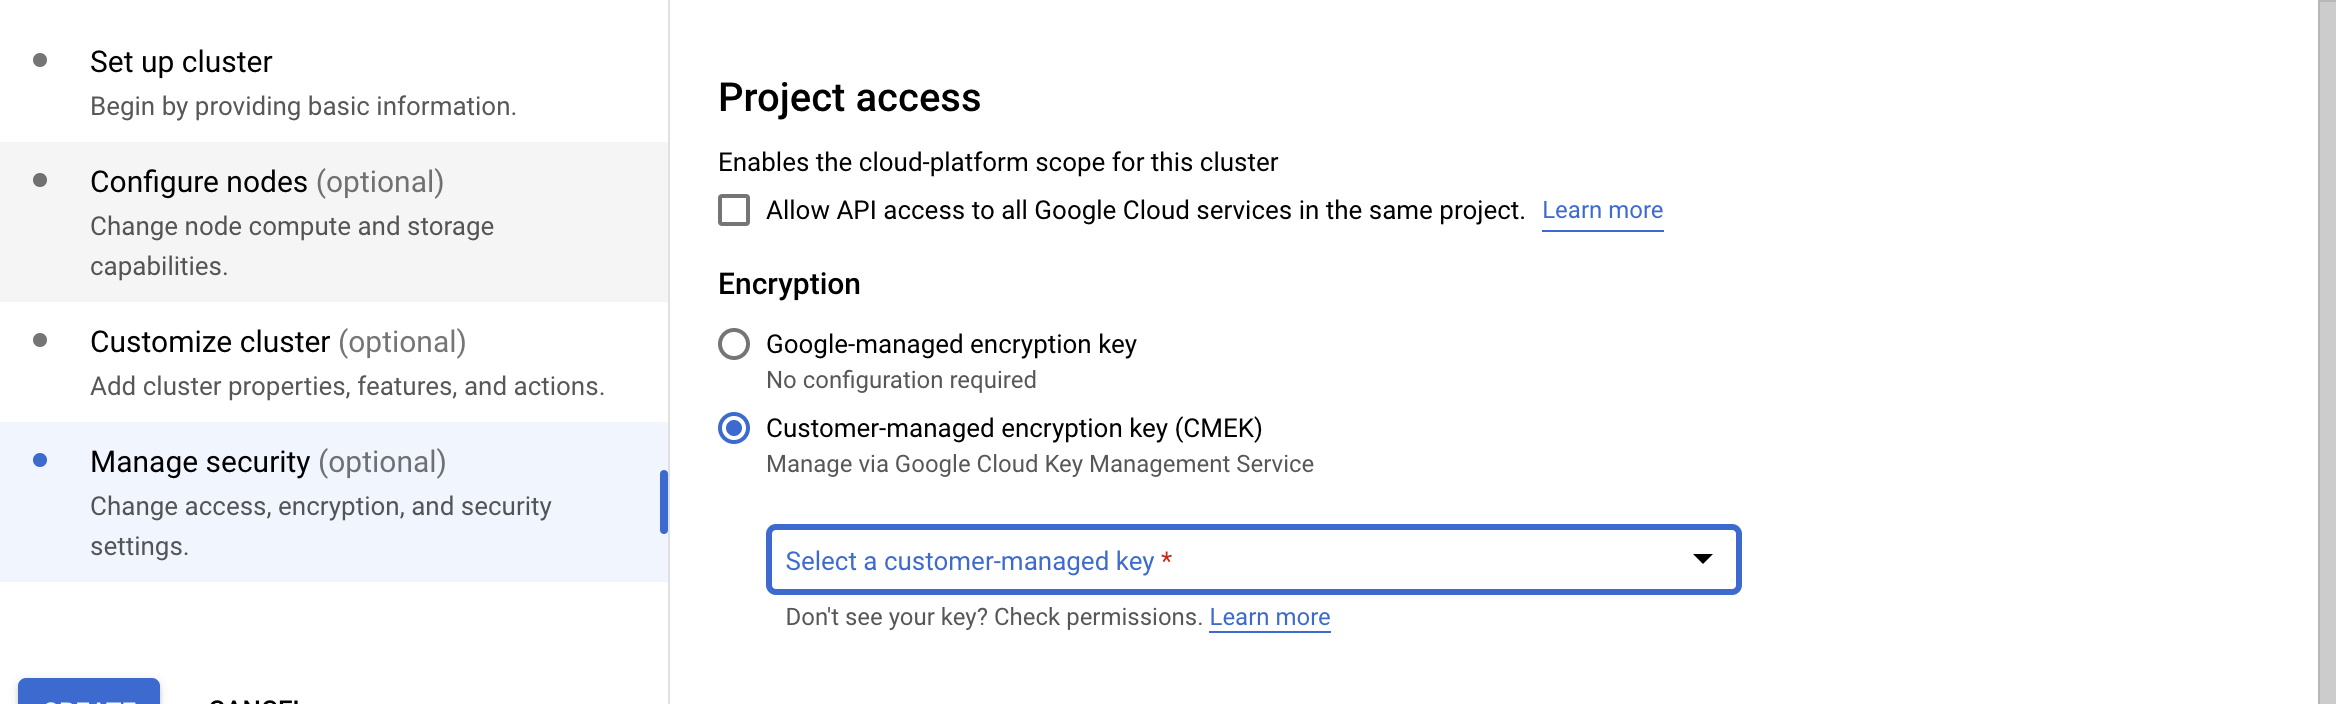 Set up cluster
Begin by providing basic information.
Configure nodes (optional)
Change node compute and storage
capabilities.
Customize cluster (optional)
Add cluster properties, features, and actions.
Manage security (optional)
Change access, encryption, and security
settings.
CREATE
CANCEL
Project access
Enables the cloud-platform scope for this cluster
Allow API access to all Google Cloud services in the same project. Learn more
Encryption
Google-managed encryption key
No configuration required
Customer-managed encryption key (CMEK)
Manage via Google Cloud Key Management Service
Select a customer-managed key *
Don't see your key? Check permissions. Learn more